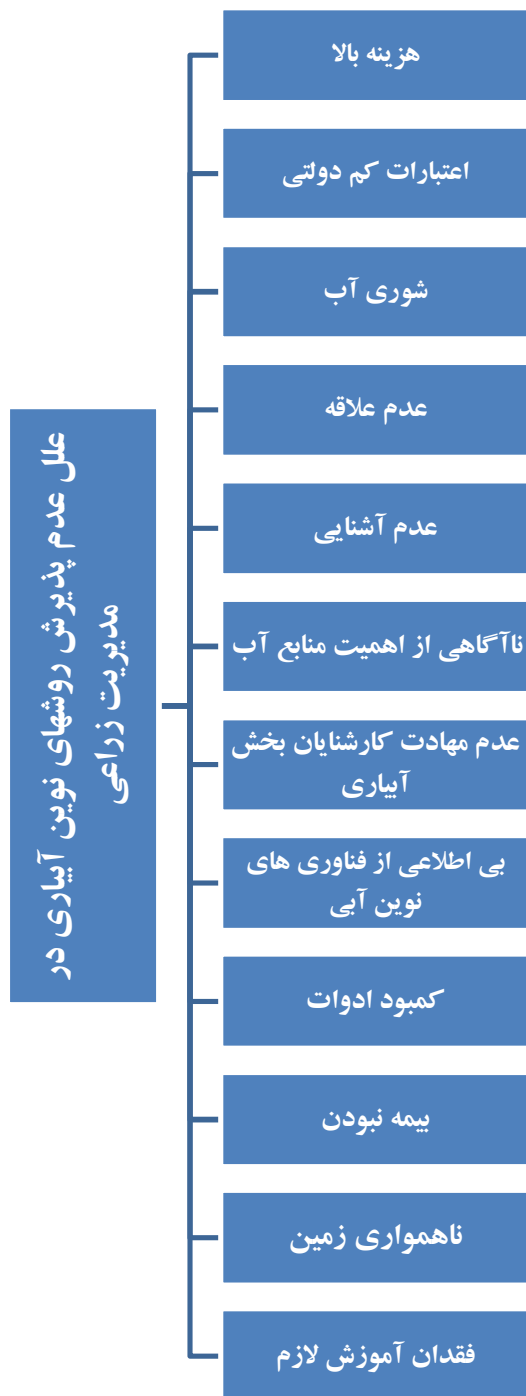 علل عدم پذیرش روشهای نوین آبیاری در
مدیریت زراعی
هزینه بالا
اعتبارات کم دولتی
شوری آب
عدم علاقه
عدم آشنایی
ناآگاهی از اهمیت منابع آب
عدم مهادت کارشنایان بخش
آبیاری
بی اطلاعی از فناوری های
نوین آبی
کمبود ادوات
بیمه نبودن
ناهمواری زمین
فقدان آموزش لازم